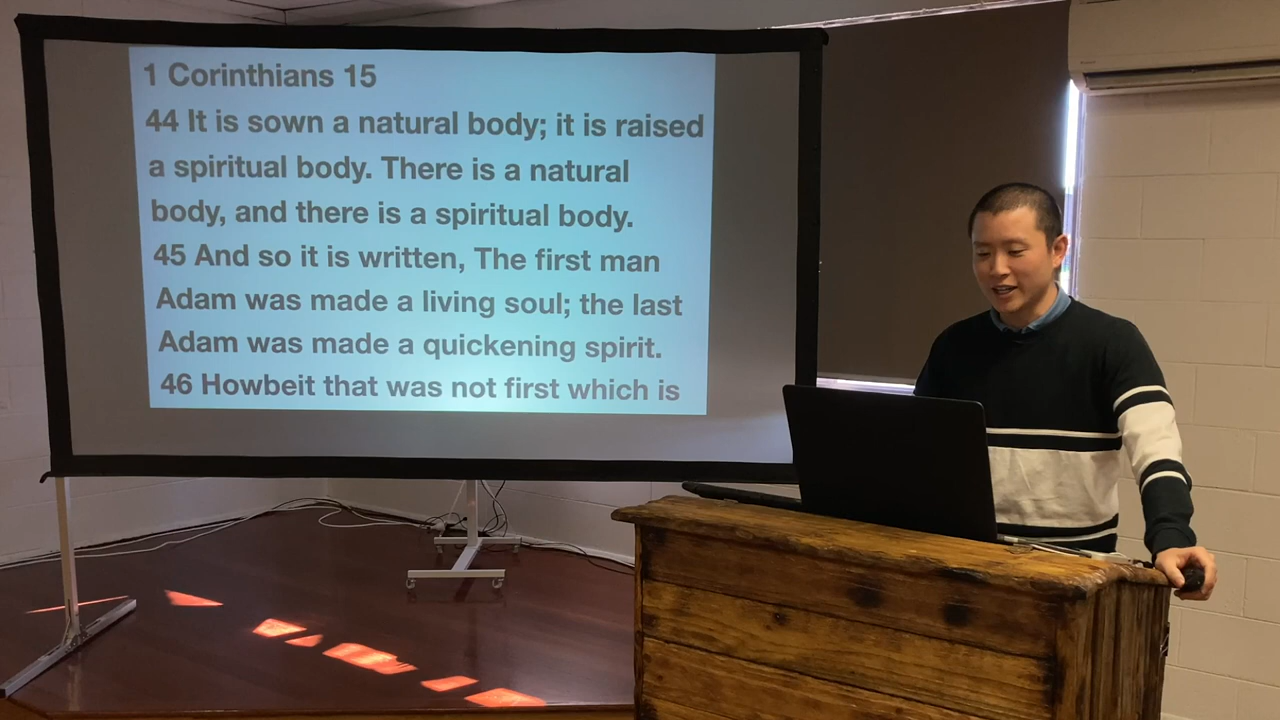 1 Corinthians 15
44 It is sown a natural body; it is raised
a spiritual body. There is a natural
body, and there is a spiritual body.
45 And so it is written, The first man
Adam was made a living soul; the last
Adam was made a quickening spirit.
46 Howbeit that was not first which is